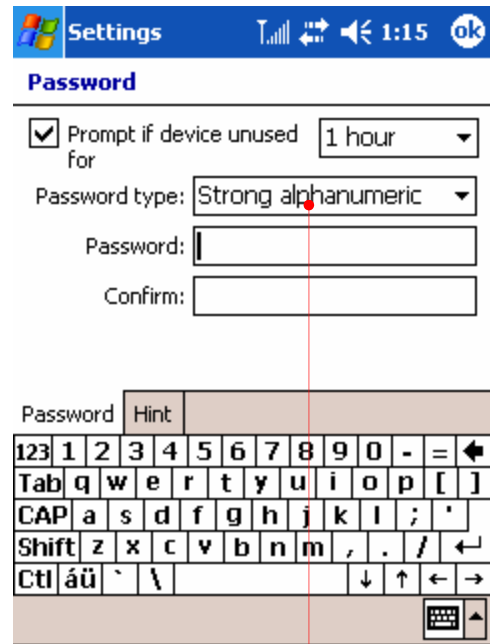 Settings 1:15 ok
Password
Prompt if device unused 1 hour
for
Password type: Strong alphanumeric
Password:
Confirm:
Password Hint
123 1 2 3 4 5 6 7 8 9 0 - =
Tab q w e r t y u i o p [ ]
CAP a s d f g h j k l ; '
Shift z x c v b n m , . /
Ctl áü ` \ ↓ ↑ ← →